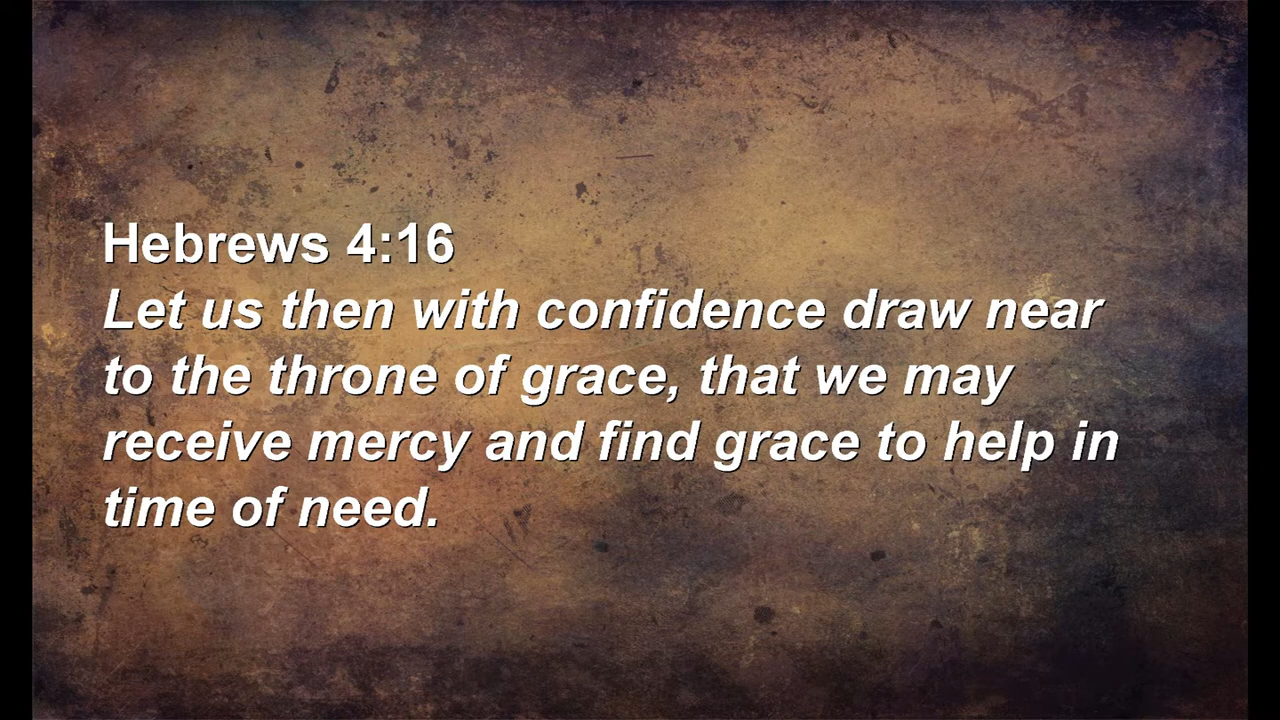 Hebrews 4:16
Let us then with confidence draw near
to the throne of grace, that we may
receive mercy and find grace to help in
time of need.